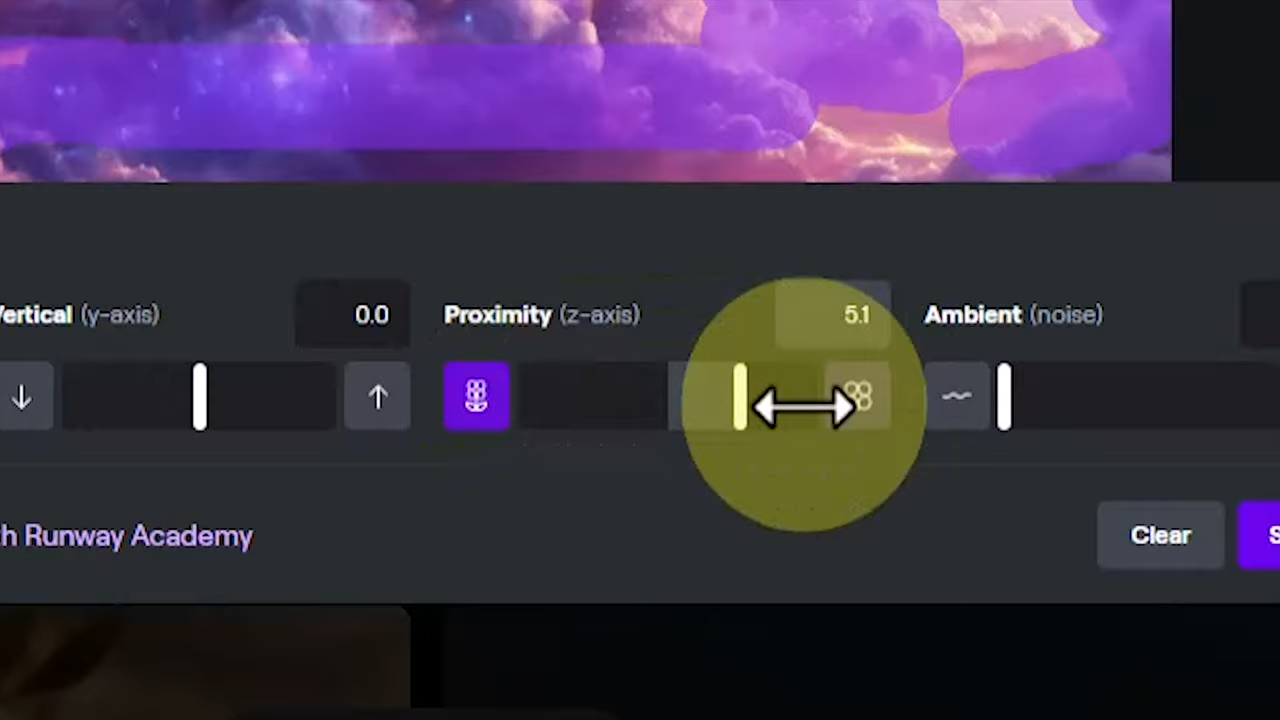 Vertical (y-axis) 0.0 Proximity (z-axis) 5.1 Ambient (noise)
Runway Academy Clear